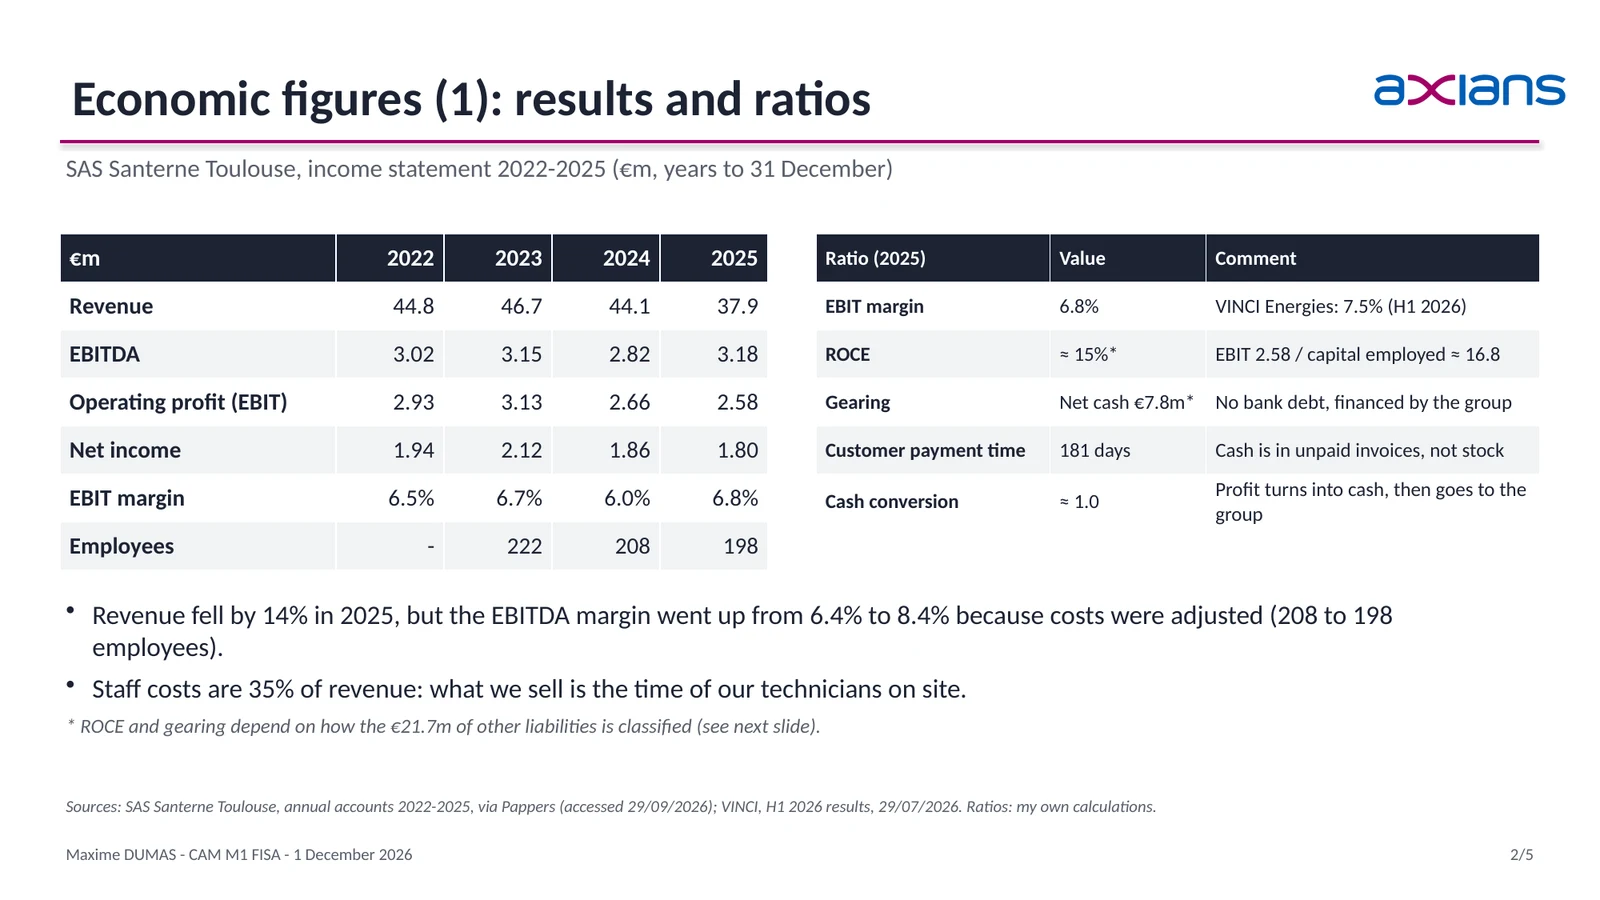 Economic figures (1): results and ratios
axians
SAS Santerne Toulouse, income statement 2022-2025 (€m, years to 31 December)
€m 2022 2023 2024 2025
Revenue 44.8 46.7 44.1 37.9
EBITDA 3.02 3.15 2.82 3.18
Operating profit (EBIT) 2.93 3.13 2.66 2.58
Net income 1.94 2.12 1.86 1.80
EBIT margin 6.5% 6.7% 6.0% 6.8%
Employees - 222 208 198
Ratio (2025) Value Comment
EBIT margin 6.8% VINCI Energies: 7.5% (H1 2026)
ROCE ≈ 15%* EBIT 2.58 / capital employed ≈ 16.8
Gearing Net cash €7.8m* No bank debt, financed by the group
Customer payment time 181 days Cash is in unpaid invoices, not stock
Cash conversion ≈ 1.0 Profit turns into cash, then goes to the
group
• Revenue fell by 14% in 2025, but the EBITDA margin went up from 6.4% to 8.4% because costs were adjusted (208 to 198
employees).
• Staff costs are 35% of revenue: what we sell is the time of our technicians on site.
* ROCE and gearing depend on how the €21.7m of other liabilities is classified (see next slide).
Sources: SAS Santerne Toulouse, annual accounts 2022-2025, via Pappers (accessed 29/09/2026); VINCI, H1 2026 results, 29/07/2026. Ratios: my own calculations.
Maxime DUMAS - CAM M1 FISA - 1 December 2026
2/5